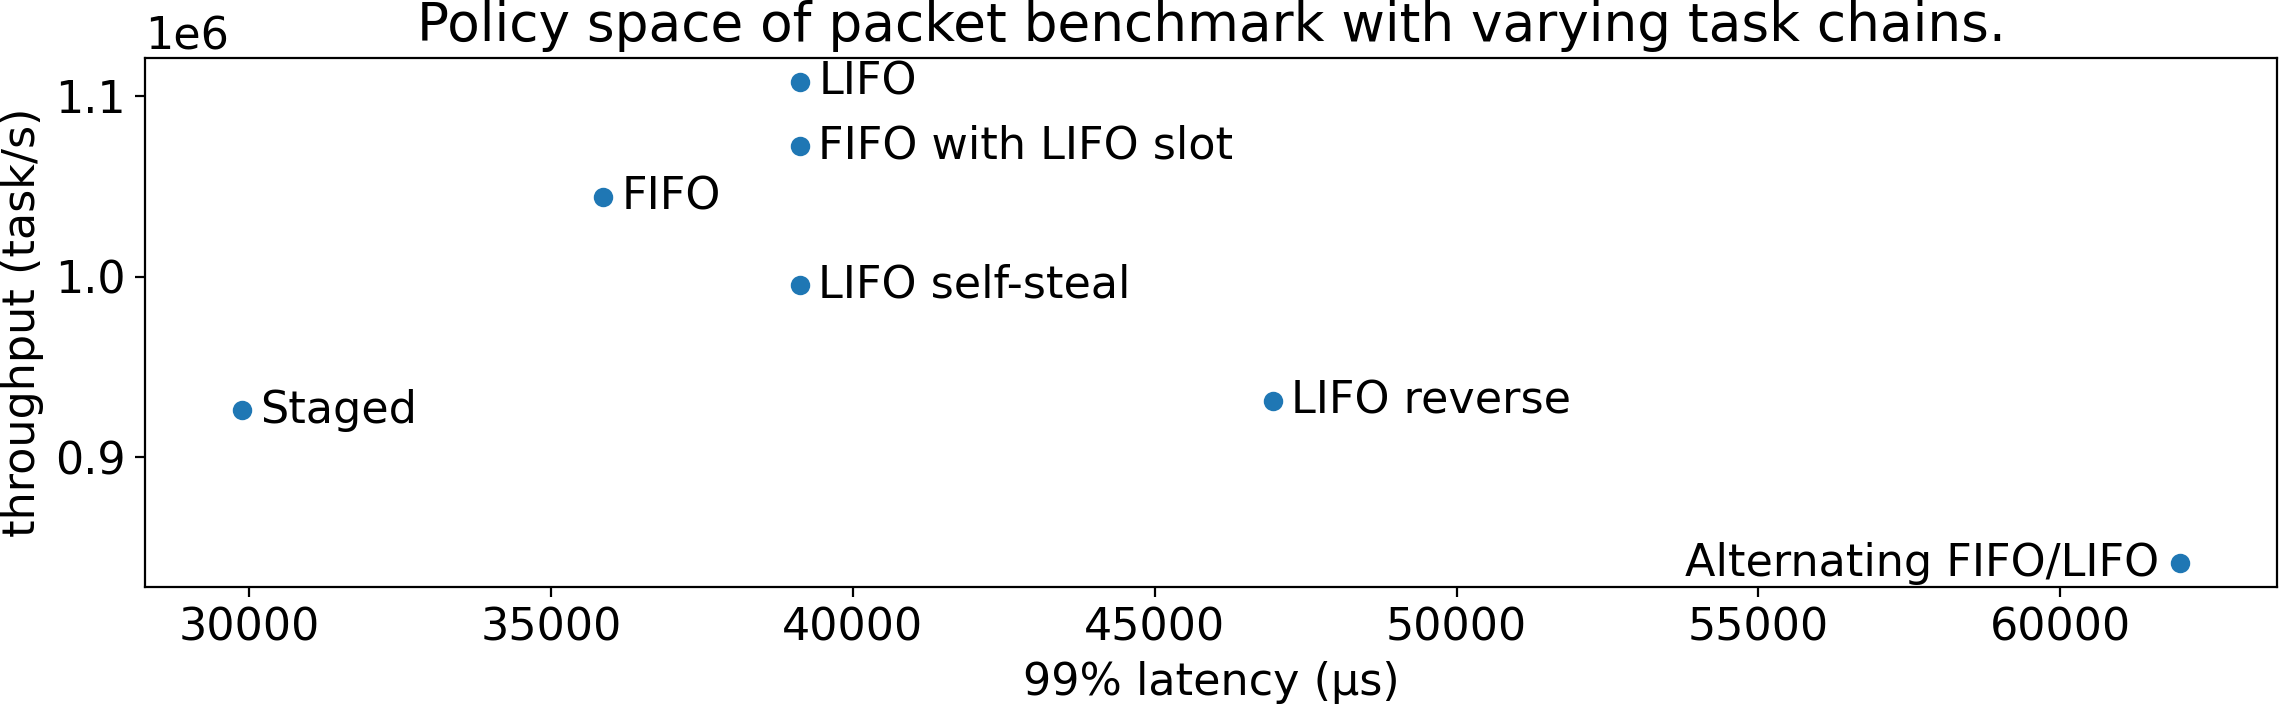 Policy space of packet benchmark with varying task chains.
1e6
1.1
1.0
0.9
throughput (task/s)
LIFO
FIFO with LIFO slot
FIFO
LIFO self-steal
Staged
LIFO reverse
Alternating FIFO/LIFO
30000 35000 40000 45000 50000 55000 60000
99% latency (µs)